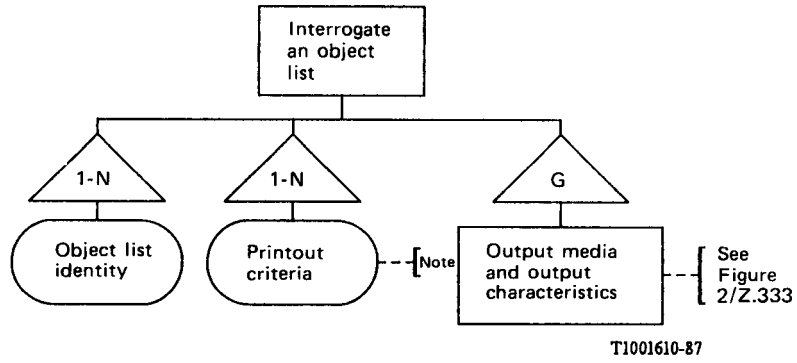 Interrogate
an object
list
1-N
1-N
G
Object list
identity
Printout
criteria
Note
Output media
and output
characteristics
See
Figure
2/Z.333
T1001610-87